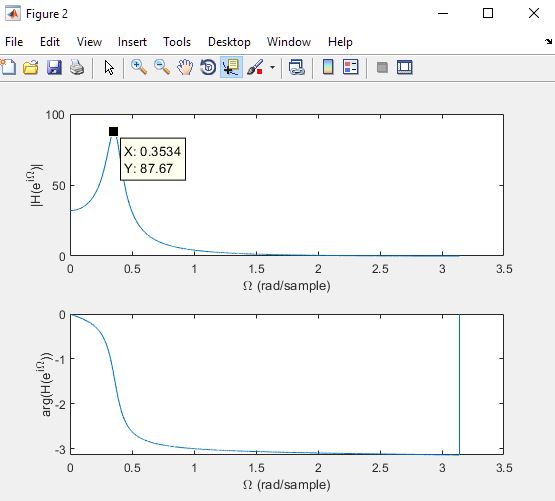 Figure 2
File Edit View Insert Tools Desktop Window Help
100
50
0
|H(e^{iΩ})|
X: 0.3534
Y: 87.67
0 0.5 1 1.5 2 2.5 3 3.5
Ω (rad/sample)
0
-1
-2
-3
arg(H(e^{iΩ}))
0 0.5 1 1.5 2 2.5 3 3.5
Ω (rad/sample)